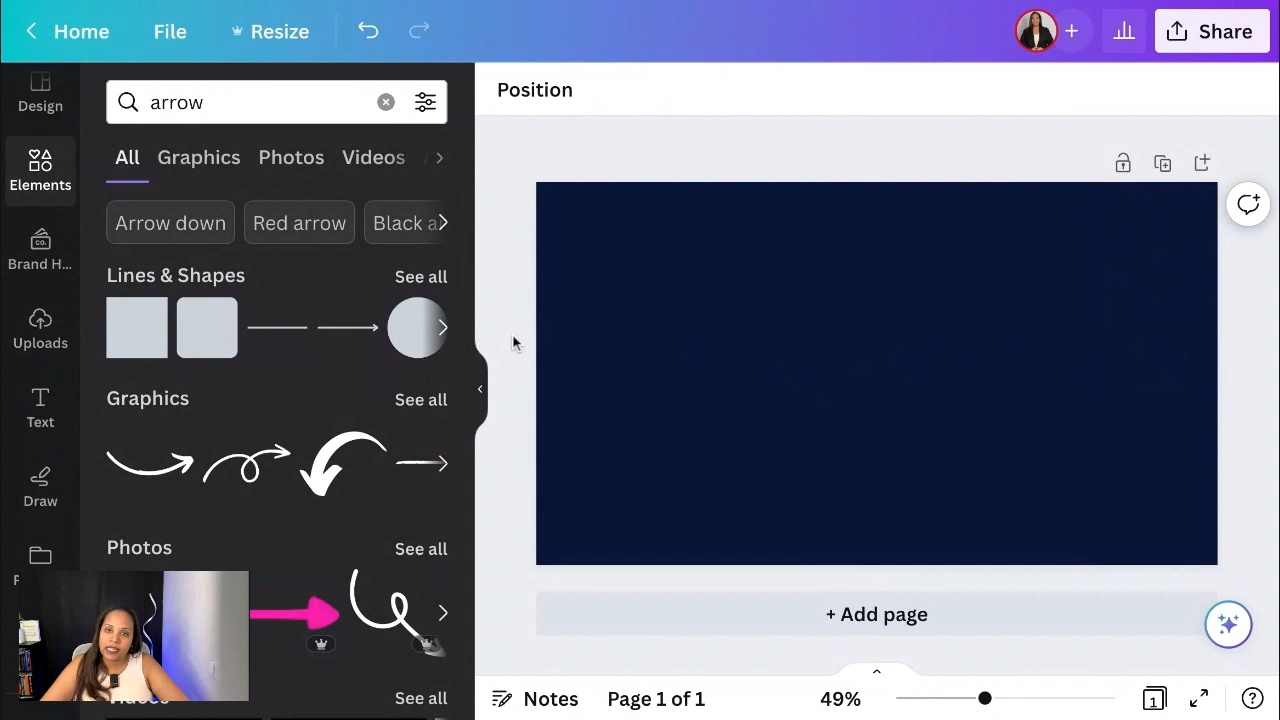 Home
File
Resize
Share
Design
Elements
Brand H...
Uploads
Text
Draw
arrow
All
Graphics
Photos
Videos
Arrow down
Red arrow
Black a
Lines & Shapes
See all
Graphics
See all
Photos
See all
See all
Position
+ Add page
Notes
Page 1 of 1
49%
1